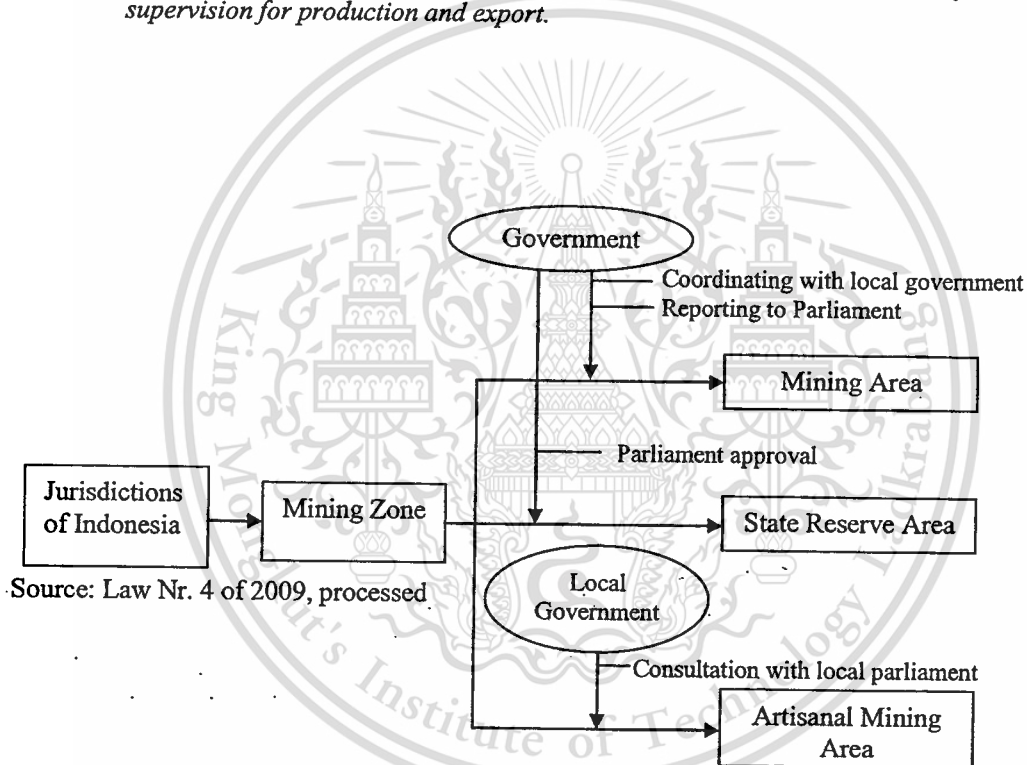 supervision for production and export.
Government
Coordinating with local government
Reporting to Parliament
Mining Area
Parliament approval
Jurisdictions
of Indonesia
Mining Zone
State Reserve Area
Source: Law Nr. 4 of 2009, processed
Local
Government
Consultation with local parliament
Artisanal Mining
Area
King Mongkut's Institute of Technology Ladkrabang